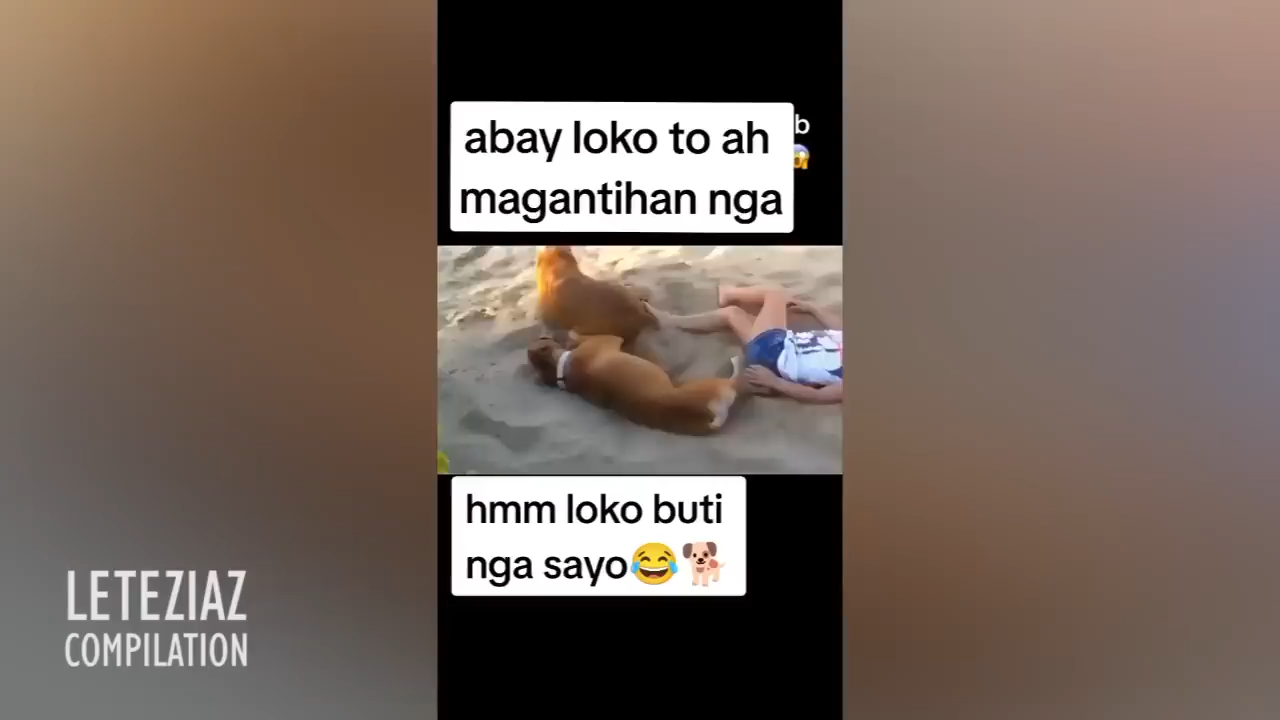 abay loko to ah
magantihan nga
b
😱
hmm loko buti
nga sayo😂🐕
LETEZIAZ
COMPILATION